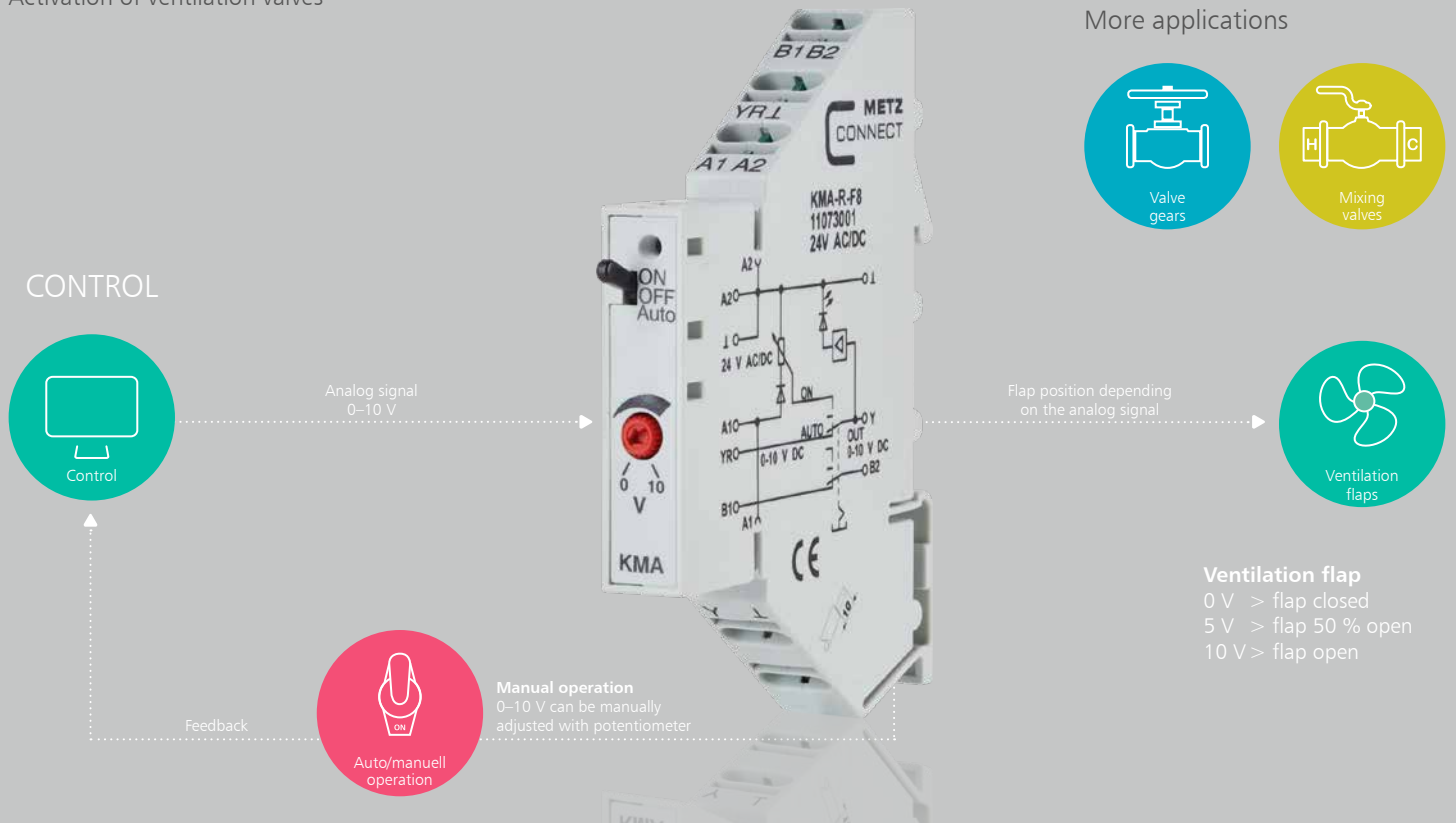 Activation of ventilation valves
More applications
Valve
gears
H
C
Mixing
valves
CONTROL
Control
Analog signal
0–10 V
B1 B2
YR⊥
A1 A2
METZ
CONNECT
KMA-R-F8
11073001
24V AC/DC
ON
OFF
Auto
0 10
V
KMA
A2
A2
⊥
⊥
24 V AC/DC
ON
A1
AUTO
Y
YR
OUT
0-10 V DC
0-10 V DC
B2
B1
A1
CE
10
Y
Flap position depending
on the analog signal
Ventilation
flaps
Ventilation flap
0 V > flap closed
5 V > flap 50 % open
10 V > flap open
Feedback
ON
Auto/manuell
operation
Manual operation
0–10 V can be manually
adjusted with potentiometer